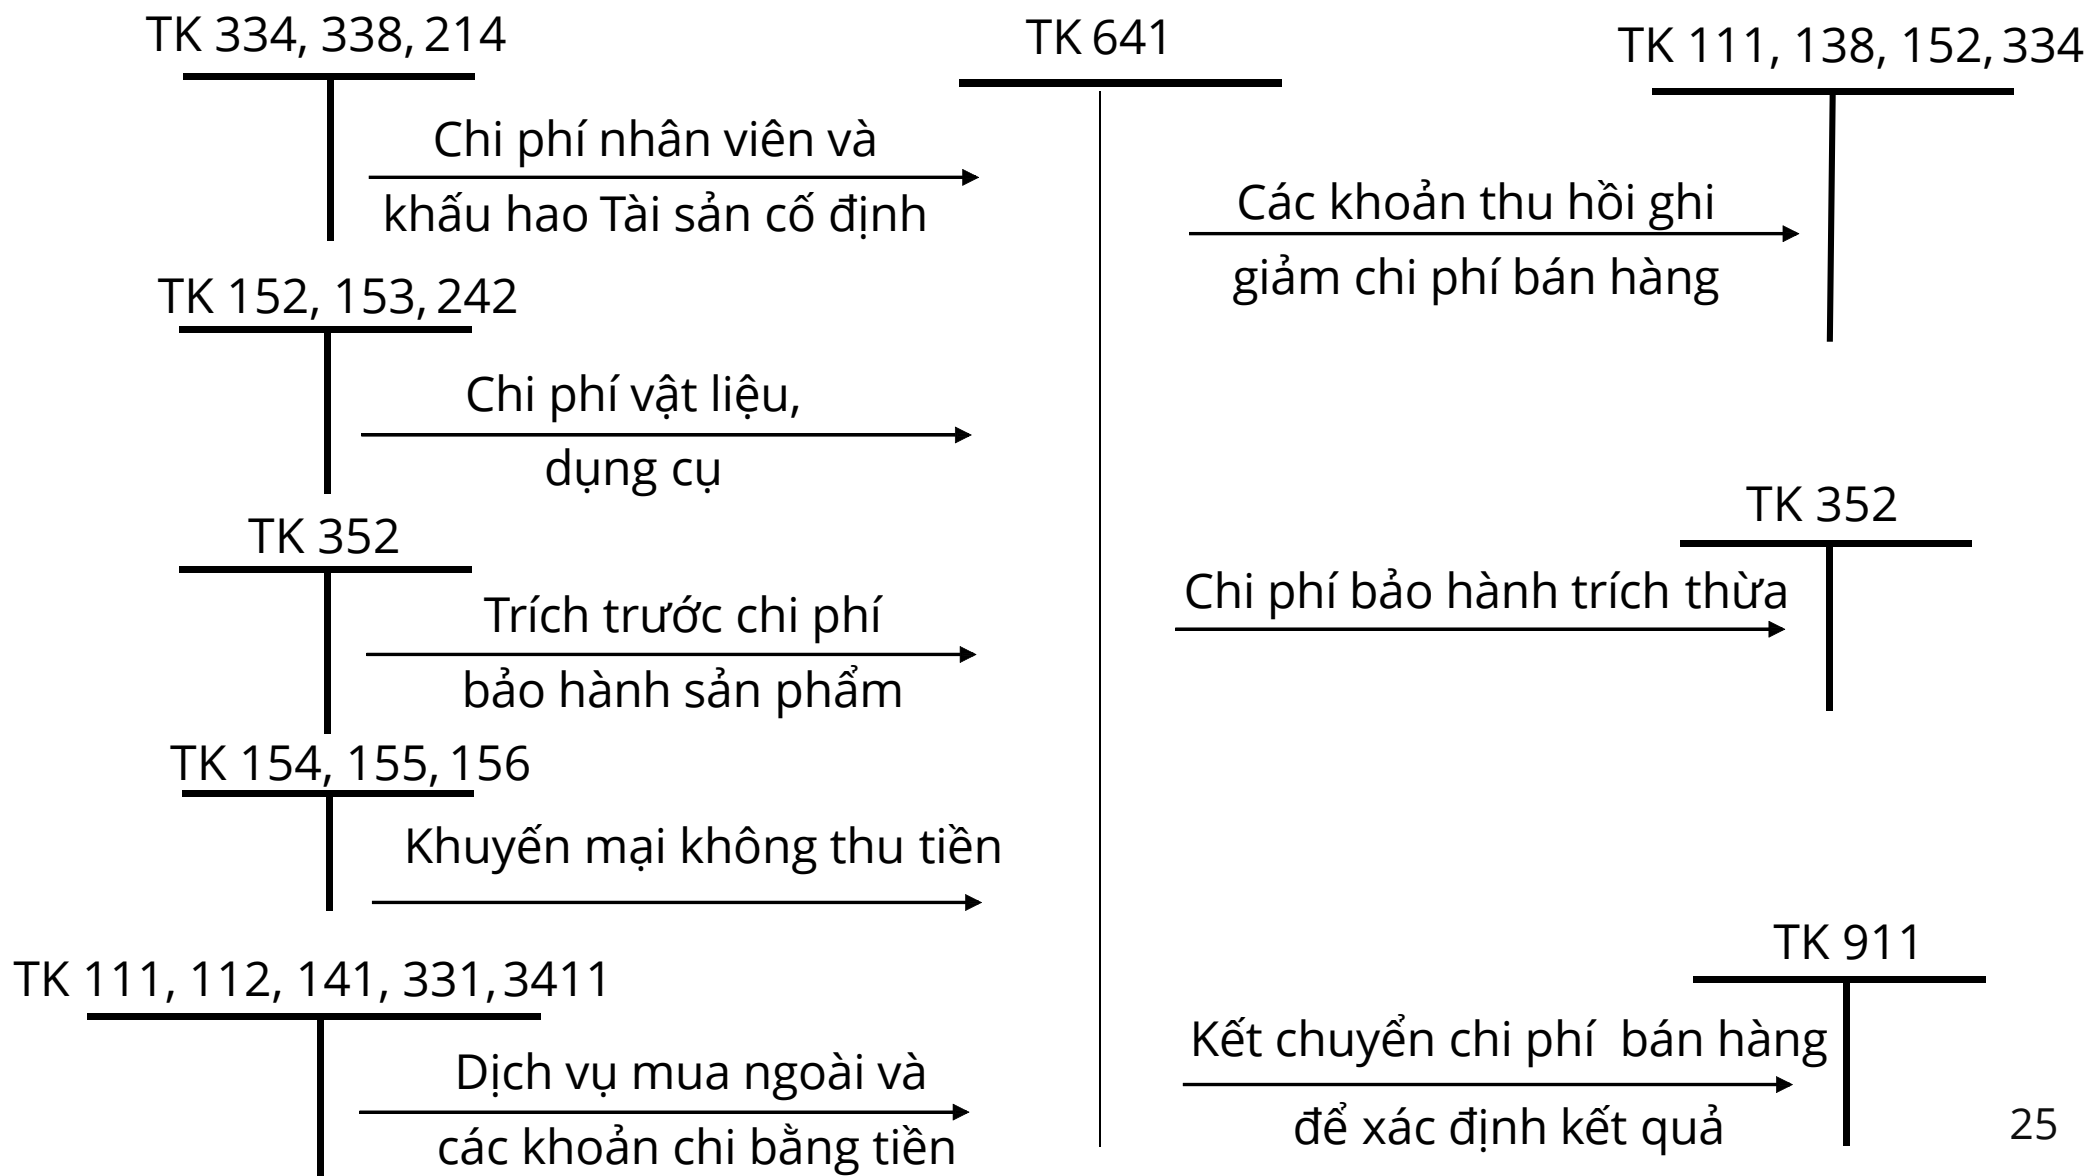 TK 334, 338, 214
TK 641
TK 111, 138, 152, 334
Chi phí nhân viên và
khấu hao Tài sản cố định
Các khoản thu hồi ghi
giảm chi phí bán hàng
TK 152, 153, 242
Chi phí vật liệu,
dụng cụ
TK 352
Trích trước chi phí
bảo hành sản phẩm
TK 352
Chi phí bảo hành trích thừa
TK 154, 155, 156
Khuyến mại không thu tiền
TK 111, 112, 141, 331, 3411
Dịch vụ mua ngoài và
các khoản chi bằng tiền
TK 911
Kết chuyển chi phí bán hàng
để xác định kết quả
25